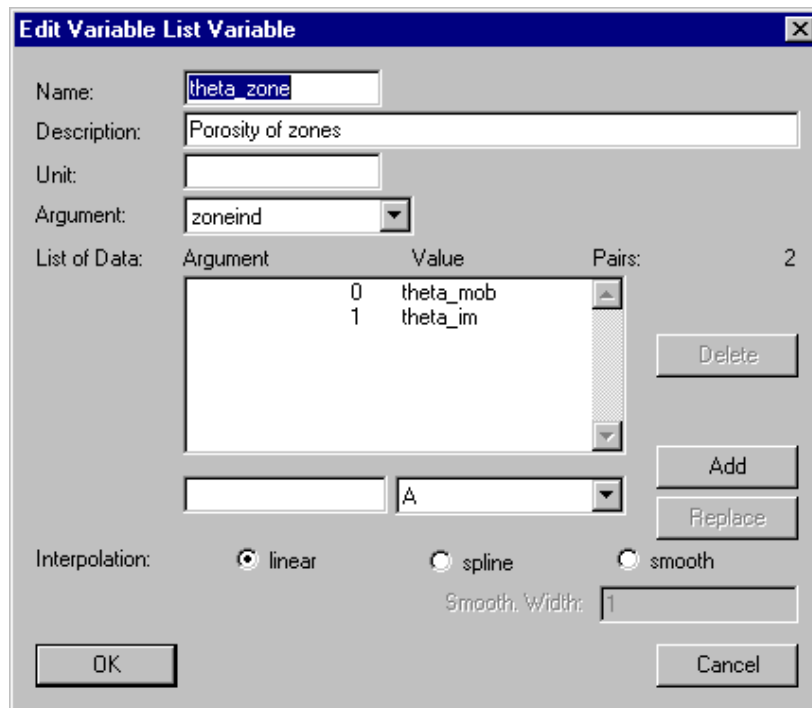 Edit Variable List Variable
Name: theta_zone
Description: Porosity of zones
Unit:
Argument: zoneind
List of Data: Argument Value Pairs: 2
0 theta_mob
1 theta_im
Delete
Add
A
Replace
Interpolation: linear spline smooth
Smooth. Width: 1
OK Cancel